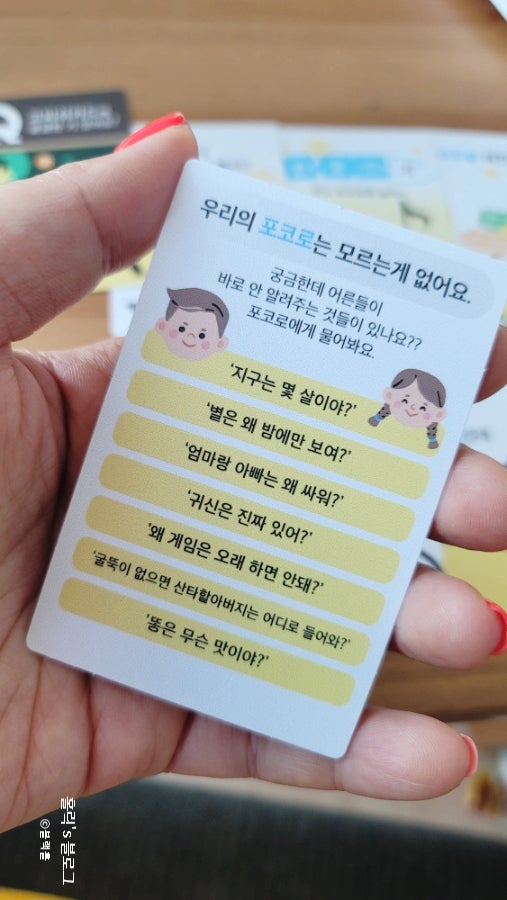 우리의 포코로는 모르는게 없어요.
궁금한데 어른들이
바로 안 알려주는 것들이 있나요??
포코로에게 물어봐요.
'지구는 몇 살이야?'
'별은 왜 밤에만 보여?'
'엄마랑 아빠는 왜 싸워?'
'귀신은 진짜 있어?'
'왜 게임은 오래 하면 안돼?'
'굴뚝이 없으면 산타할아버지는 어디로 들어와?'
'똥은 무슨 맛이야?'
율릭's 블로그